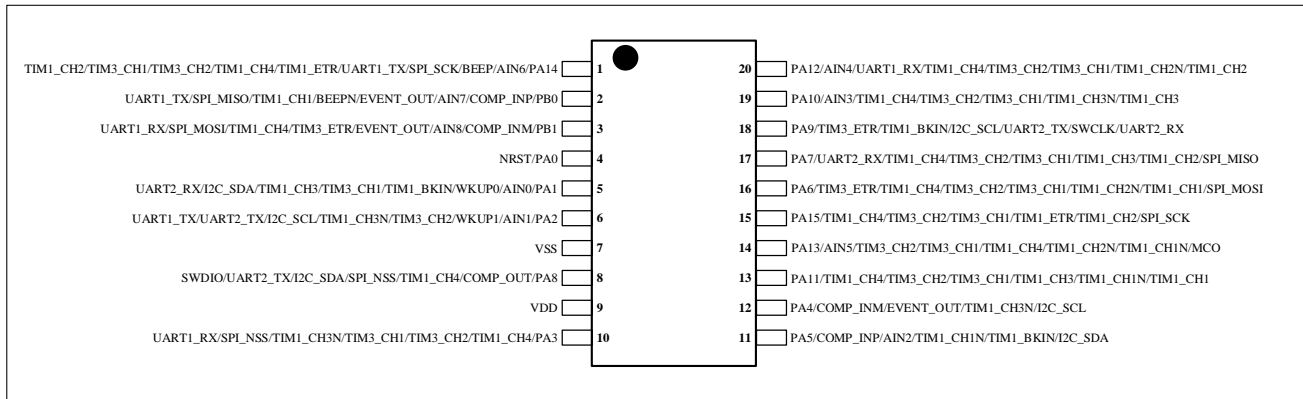 TIM1_CH2/TIM3_CH1/TIM3_CH2/TIM1_CH4/TIM1_ETR/UART1_TX/SPI_SCK/BEEP/AIN6/PA14 1 20 PA12/AIN4/UART1_RX/TIM1_CH4/TIM3_CH2/TIM3_CH1/TIM1_CH2N/TIM1_CH2
UART1_TX/SPI_MISO/TIM1_CH1/BEEPN/EVENT_OUT/AIN7/COMP_INP/PB0 2 19 PA10/AIN3/TIM1_CH4/TIM3_CH2/TIM3_CH1/TIM1_CH3N/TIM1_CH3
UART1_RX/SPI_MOSI/TIM1_CH4/TIM3_ETR/EVENT_OUT/AIN8/COMP_INM/PB1 3 18 PA9/TIM3_ETR/TIM1_BKIN/I2C_SCL/UART2_TX/SWCLK/UART2_RX
NRST/PA0 4 17 PA7/UART2_RX/TIM1_CH4/TIM3_CH2/TIM3_CH1/TIM1_CH3/TIM1_CH2/SPI_MISO
UART2_RX/I2C_SDA/TIM1_CH3/TIM3_CH1/TIM1_BKIN/WKUP0/AIN0/PA1 5 16 PA6/TIM3_ETR/TIM1_CH4/TIM3_CH2/TIM3_CH1/TIM1_CH2N/TIM1_CH1/SPI_MOSI
UART1_TX/UART2_TX/I2C_SCL/TIM1_CH3N/TIM3_CH2/WKUP1/AIN1/PA2 6 15 PA15/TIM1_CH4/TIM3_CH2/TIM3_CH1/TIM1_ETR/TIM1_CH2/SPI_SCK
VSS 7 14 PA13/AIN5/TIM3_CH2/TIM3_CH1/TIM1_CH4/TIM1_CH2N/TIM1_CH1N/MCO
SWDIO/UART2_TX/I2C_SDA/SPI_NSS/TIM1_CH4/COMP_OUT/PA8 8 13 PA11/TIM1_CH4/TIM3_CH2/TIM3_CH1/TIM1_CH3/TIM1_CH1N/TIM1_CH1
VDD 9 12 PA4/COMP_INM/EVENT_OUT/TIM1_CH3N/I2C_SCL
UART1_RX/SPI_NSS/TIM1_CH3N/TIM3_CH1/TIM3_CH2/TIM1_CH4/PA3 10 11 PA5/COMP_INP/AIN2/TIM1_CH1N/TIM1_BKIN/I2C_SDA